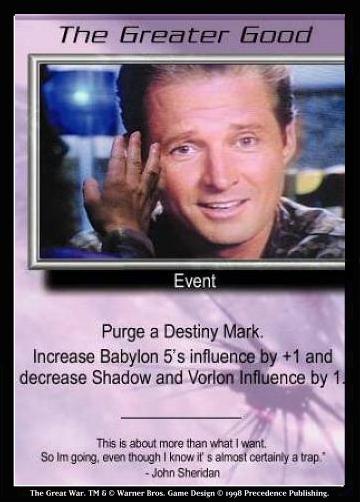 The Greater Good
Event
Purge a Destiny Mark.
Increase Babylon 5's influence by +1 and
decrease Shadow and Vorlon Influence by 1.
This is about more than what I want.
So Im going, even though I know it' s almost certainly a trap."
- John Sheridan
The Great War. TM & © Warner Bros. Game Design © 1998 Precedence Publishing.